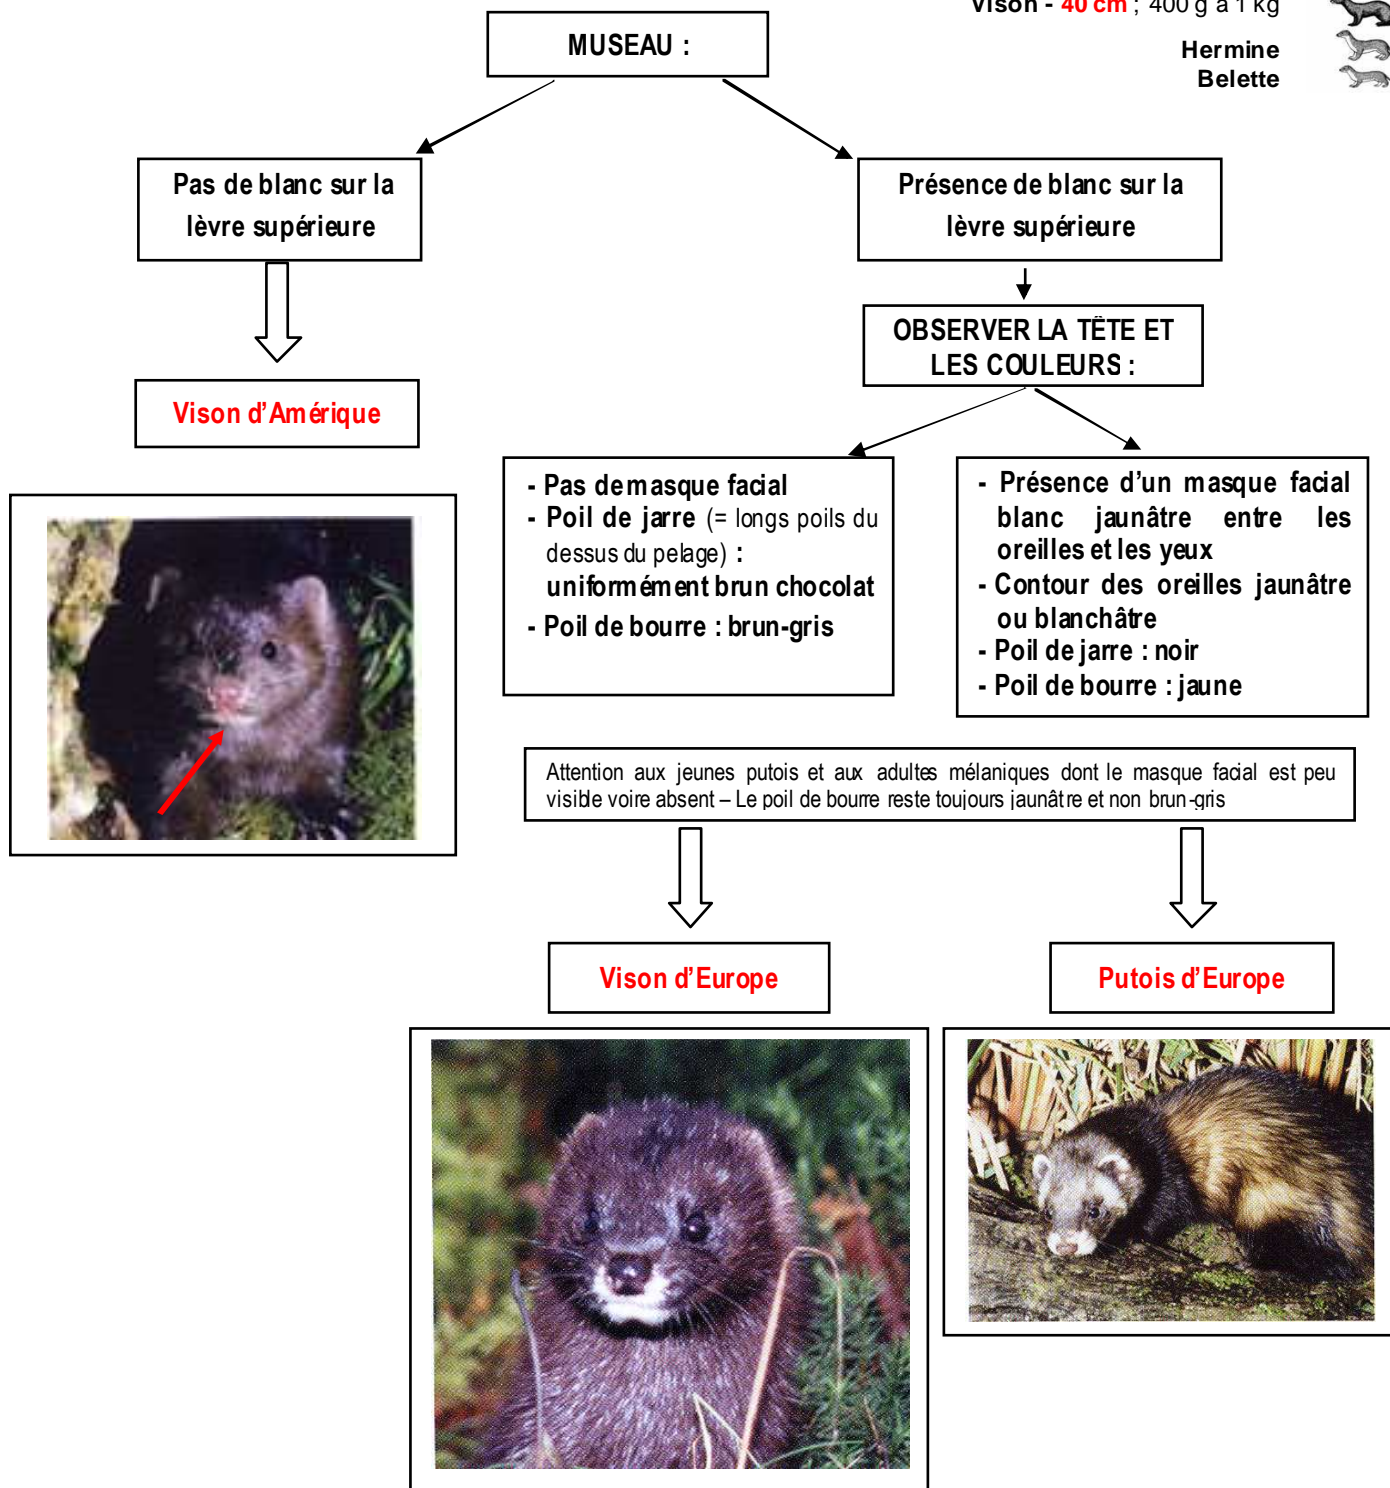 Vison - 40 cm ; 400 g à 1 kg
Hermine
Belette
MUSEAU :
Pas de blanc sur la
lèvre supérieure
Présence de blanc sur la
lèvre supérieure
OBSERVER LA TÊTE ET
LES COULEURS :
Vison d'Amérique
- Pas de masque facial
- Poil de jarre (= longs poils du
dessus du pelage) :
uniformément brun chocolat
- Poil de bourre : brun-gris
- Présence d'un masque facial
blanc jaunâtre entre les
oreilles et les yeux
- Contour des oreilles jaunâtre
ou blanchâtre
- Poil de jarre : noir
- Poil de bourre : jaune
Attention aux jeunes putois et aux adultes mélaniques dont le masque facial est peu
visible voire absent – Le poil de bourre reste toujours jaunâtre et non brun-gris
Vison d'Europe
Putois d'Europe